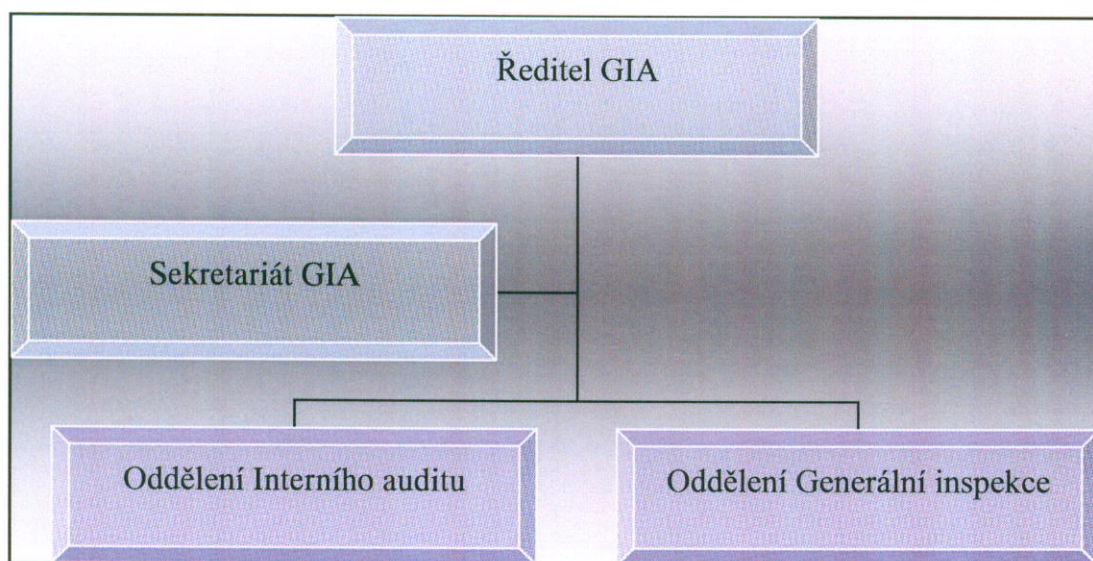 Ředitel GIA
Sekretariát GIA
Oddělení Interního auditu
Oddělení Generální inspekce